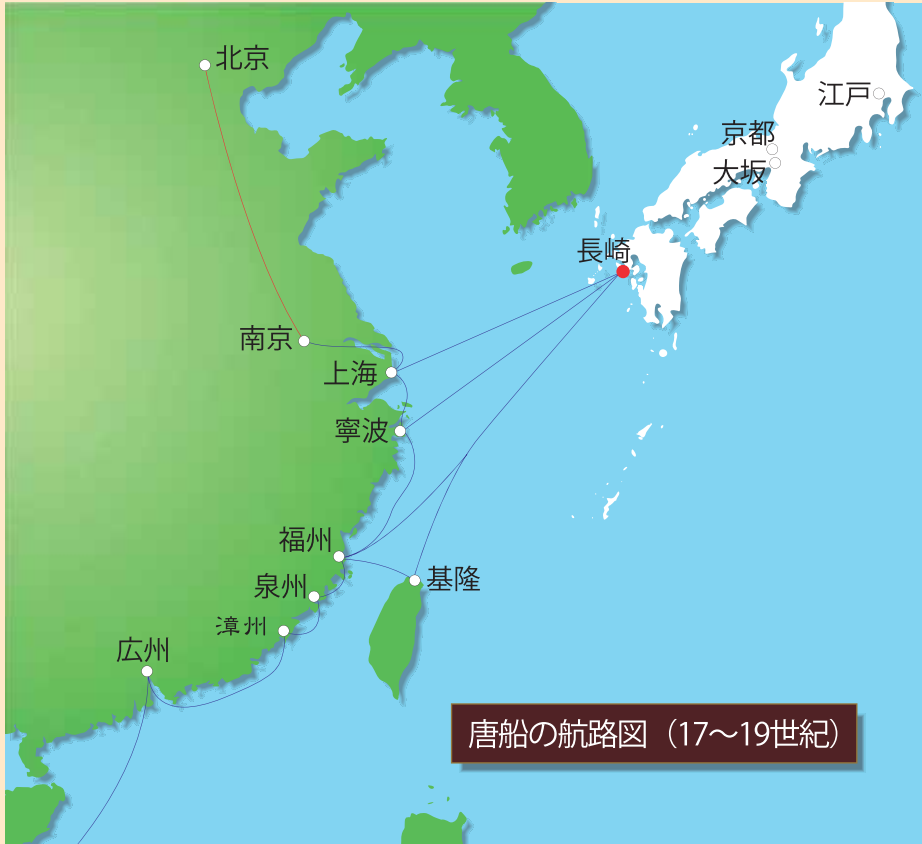 北京
江戸
京都
大坂
長崎
南京
上海
寧波
福州
基隆
泉州
漳州
広州
唐船の航路図（17～19世紀）